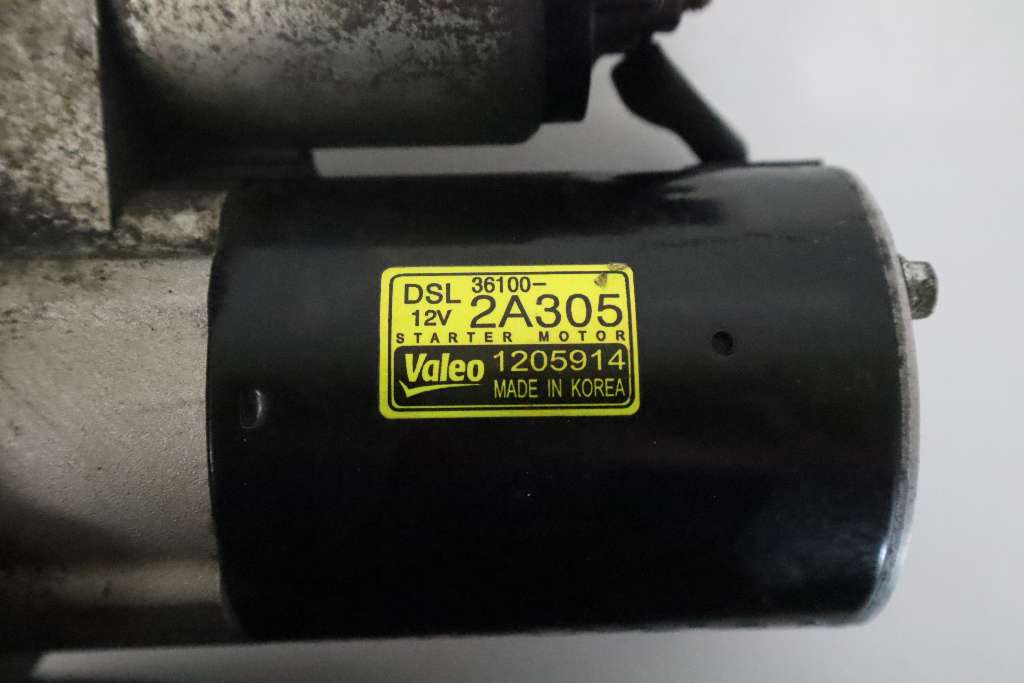 DSL 36100-
12V 2A305
STARTER MOTOR
Valeo 1205914
MADE IN KOREA